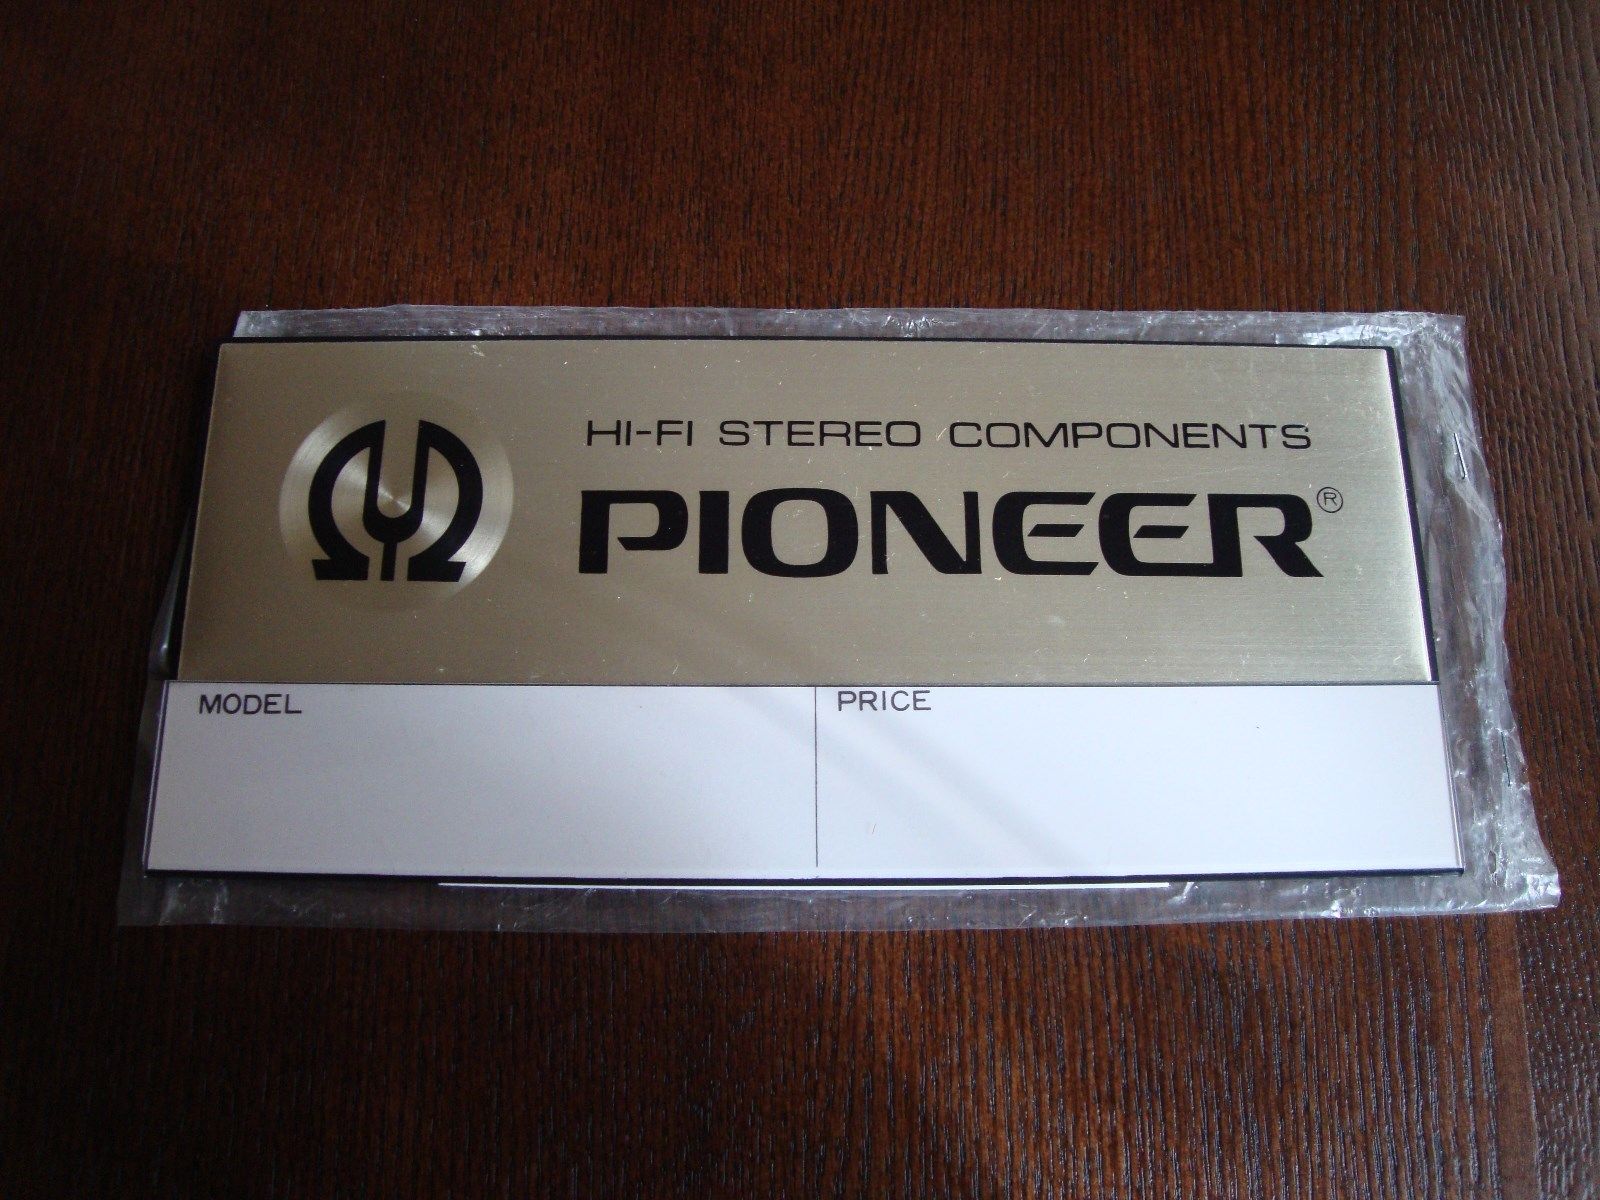 HI-FI STEREO COMPONENTS
PIONEER®
MODEL
PRICE